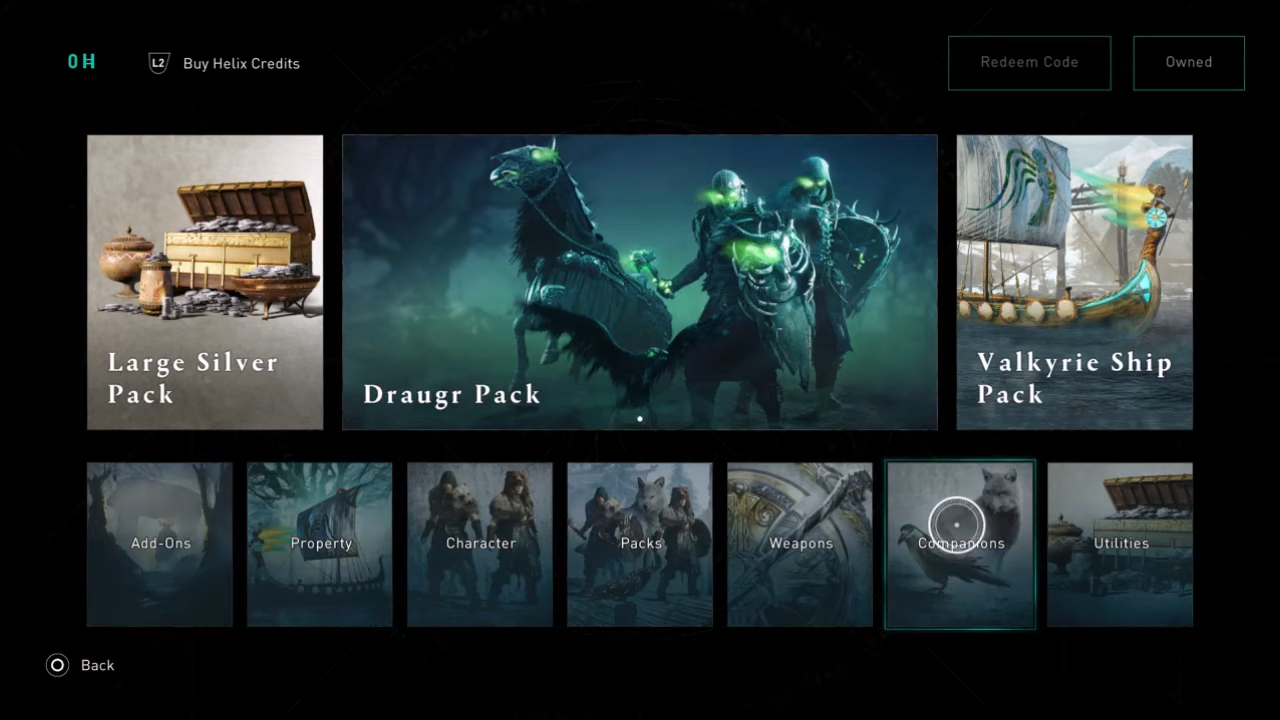 0 H
L2
Buy Helix Credits
Redeem Code
Owned
Large Silver
Pack
Draugr Pack
Valkyrie Ship
Pack
Add-Ons
Property
Character
Packs
Weapons
Companions
Utilities
Back